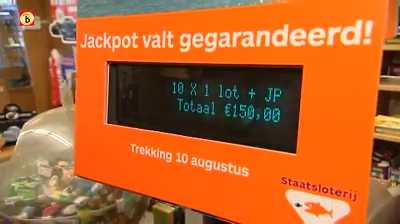 b
Jackpot valt gegarandeerd!
10 X 1 lot + JP
Totaal €150,00
Trekking 10 augustus
Staatsloterij